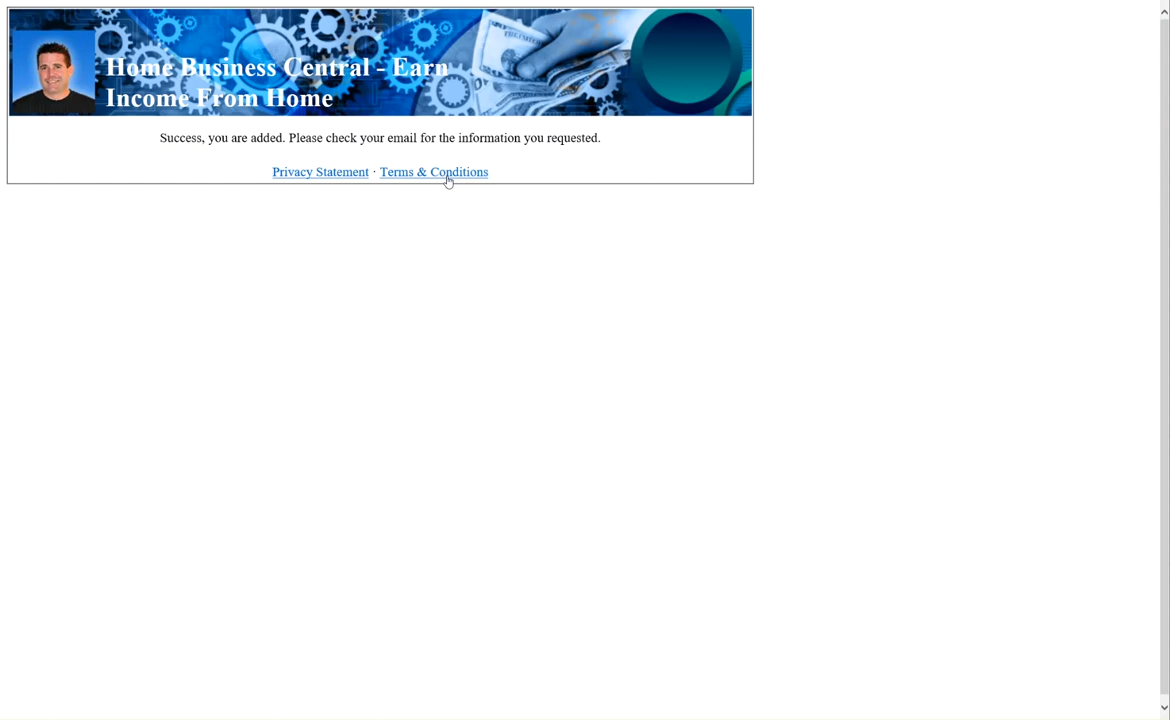 Home Business Central - Earn
Income From Home
Success, you are added. Please check your email for the information you requested.
Privacy Statement · Terms & Conditions